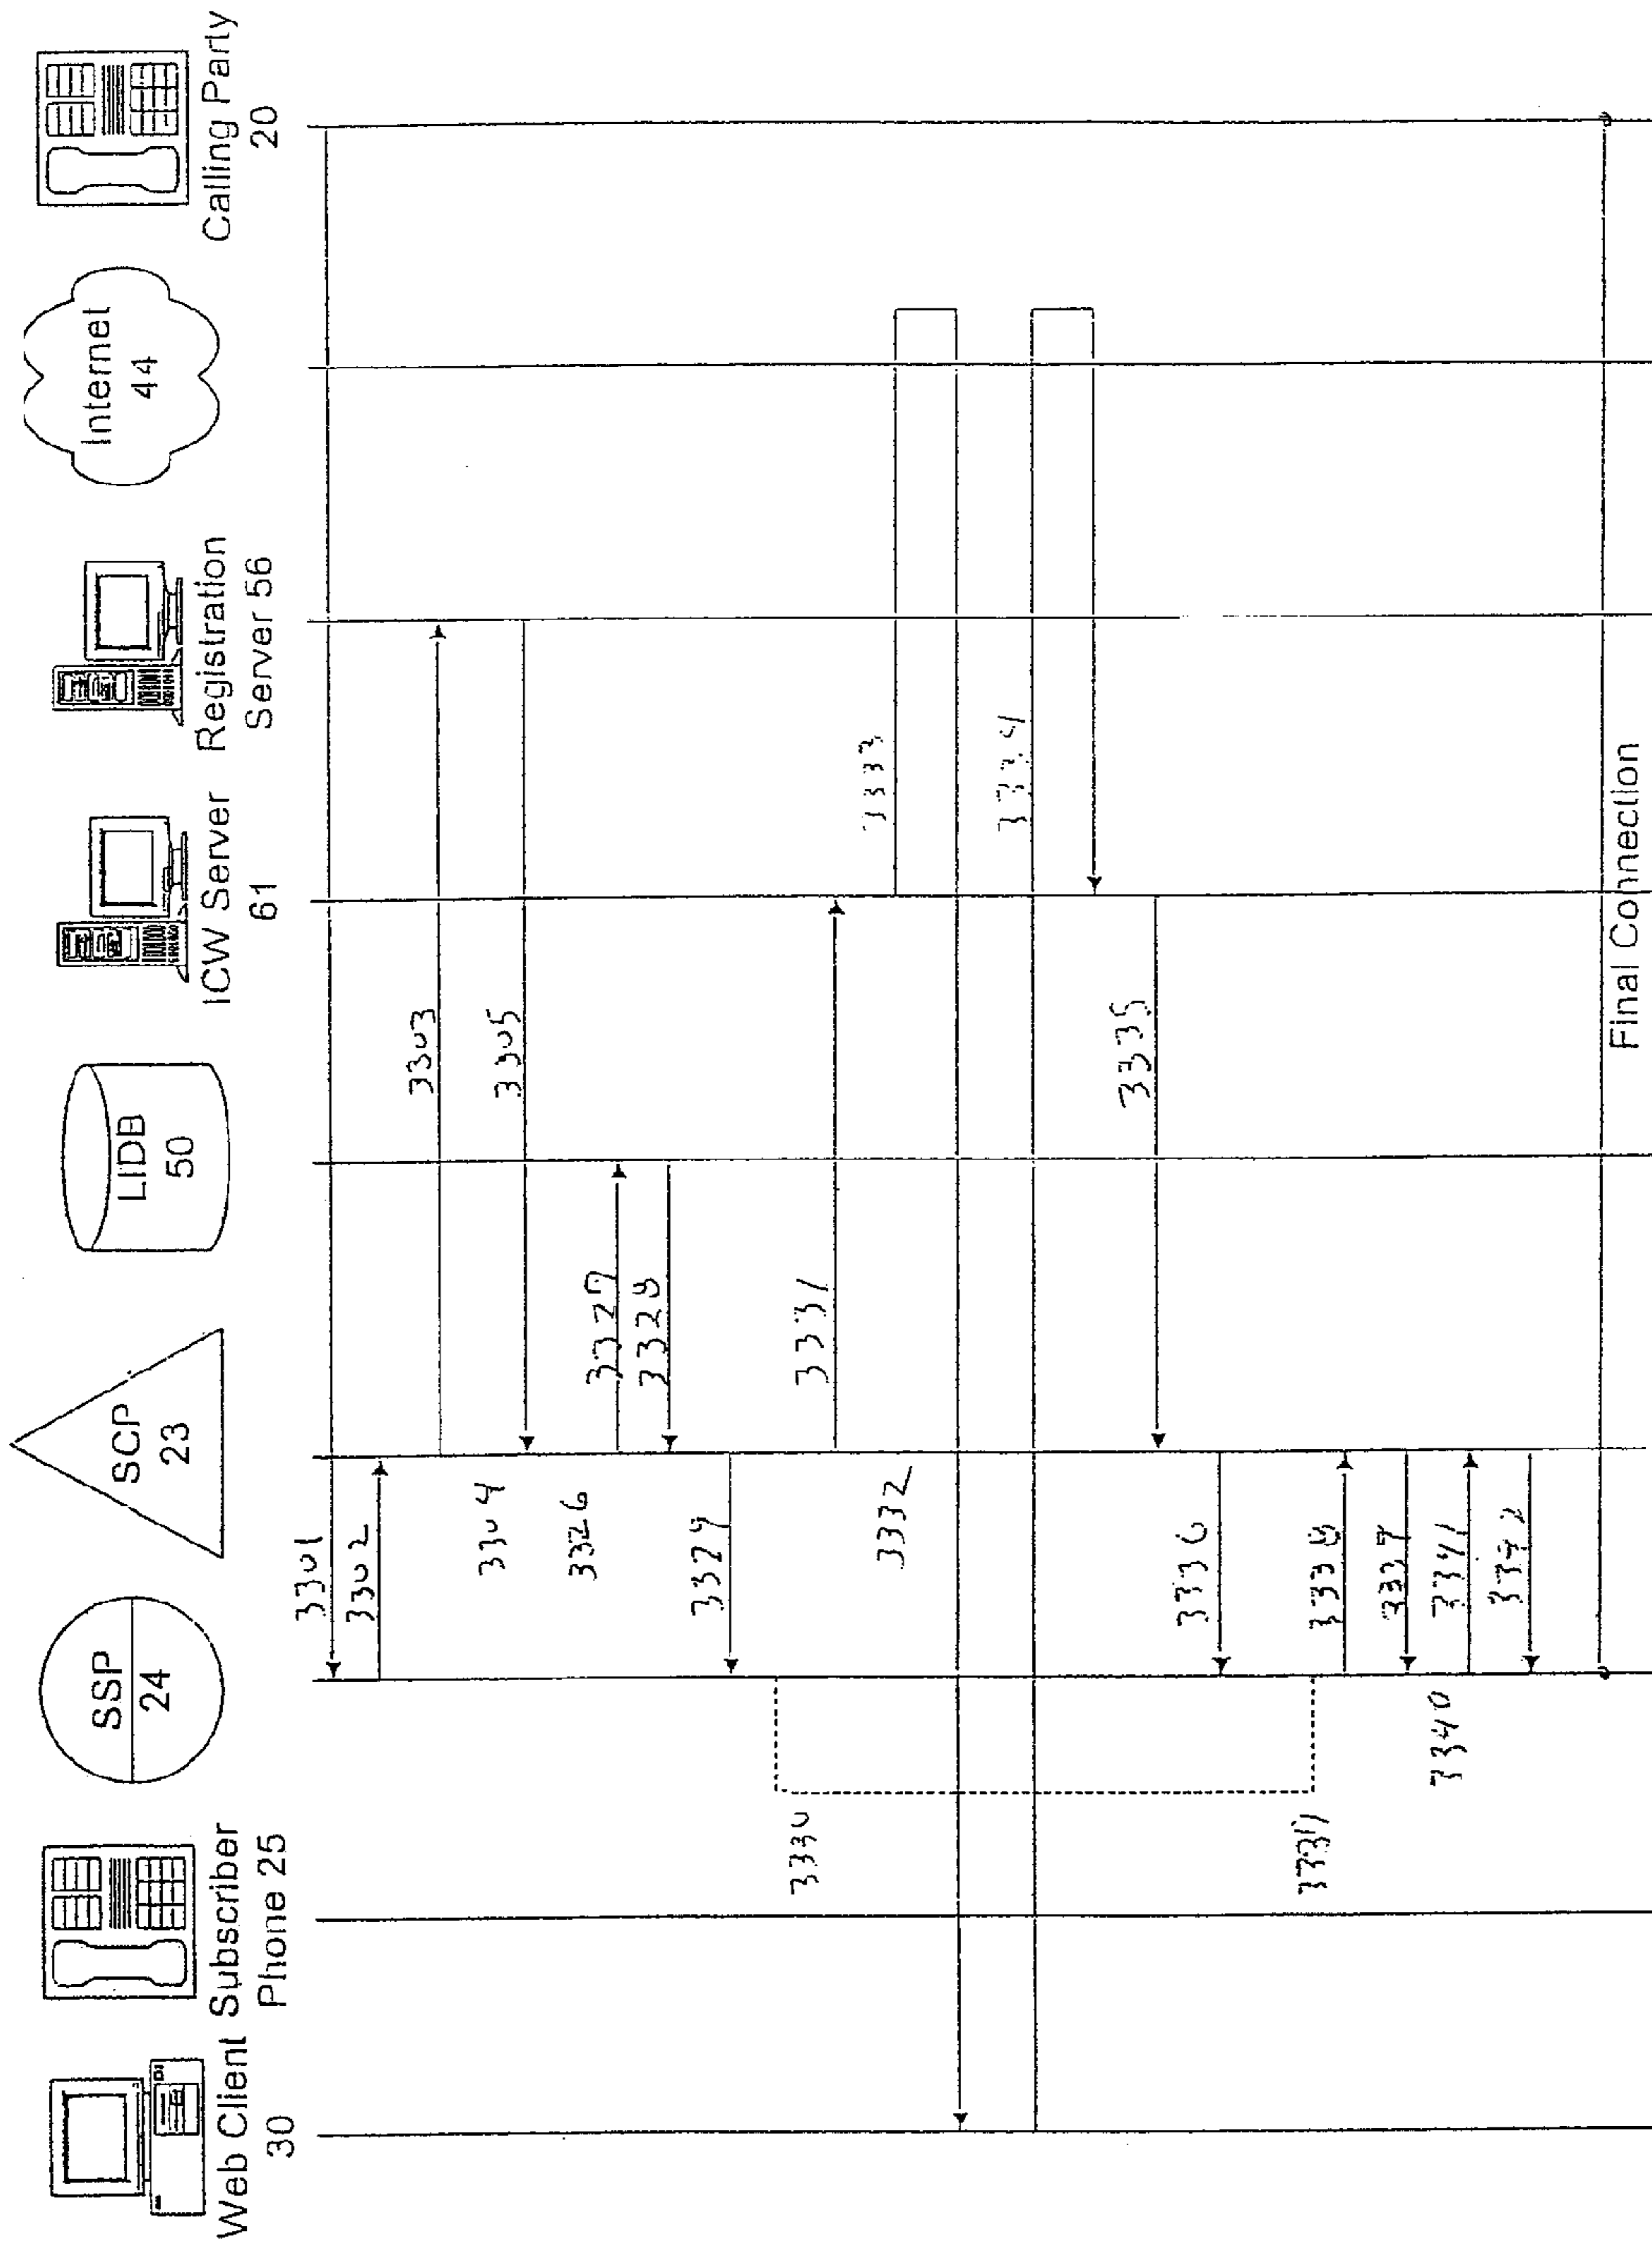 Web Client
30
Subscriber
Phone 25
SSP
24
SCP
23
LIDB
50
ICW Server
61
Registration
Server 56
Internet
44
Calling Party
20
3301
3302
3303
3304
3305
3326
3327
3328
3329
3330
3331
3332
3333
3334
3335
3336
3337
3338
3340
3341
3342
Final Connection